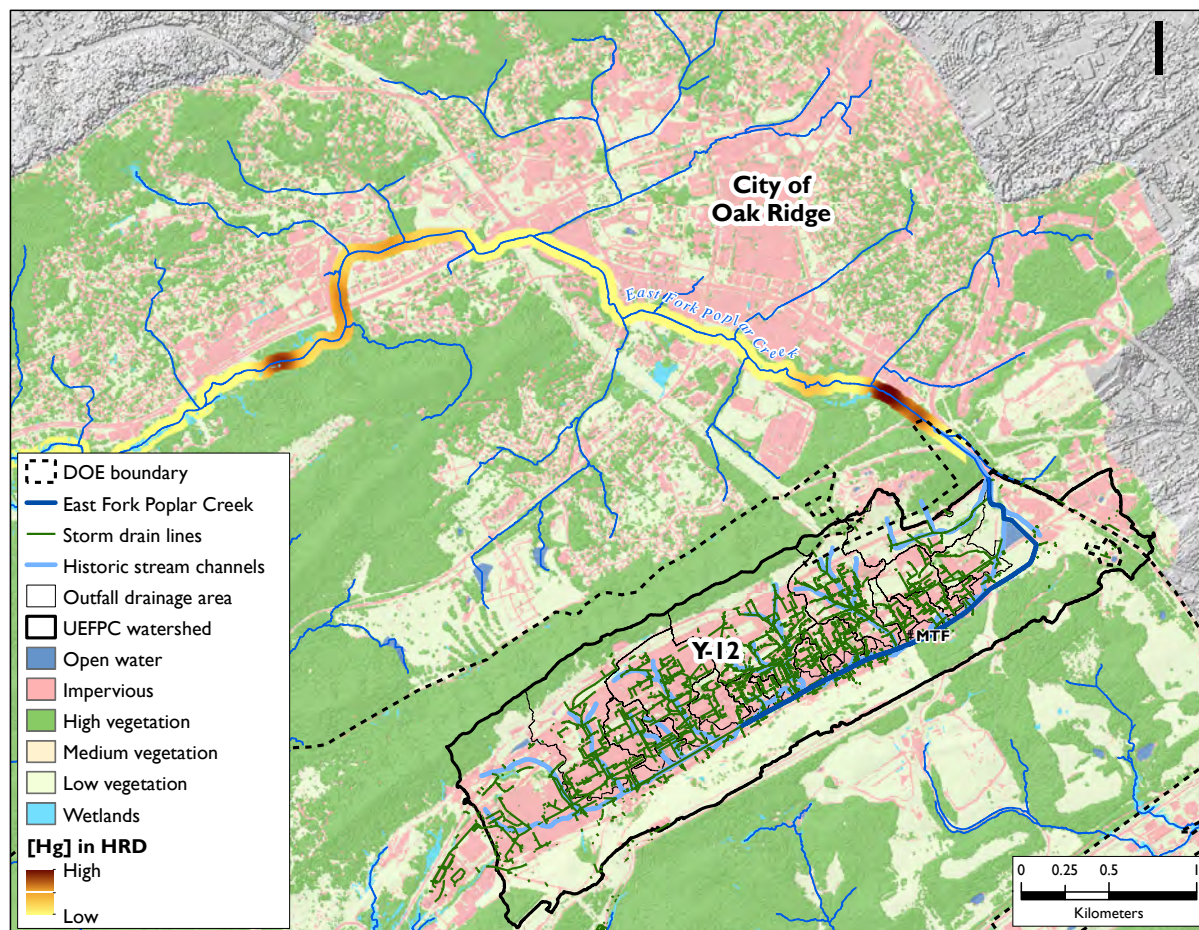 City of
Oak Ridge
East Fork Poplar Creek
Y-12
MTF
DOE boundary
East Fork Poplar Creek
Storm drain lines
Historic stream channels
Outfall drainage area
UEFPC watershed
Open water
Impervious
High vegetation
Medium vegetation
Low vegetation
Wetlands
[Hg] in HRD
High
Low
0 0.25 0.5 1
Kilometers